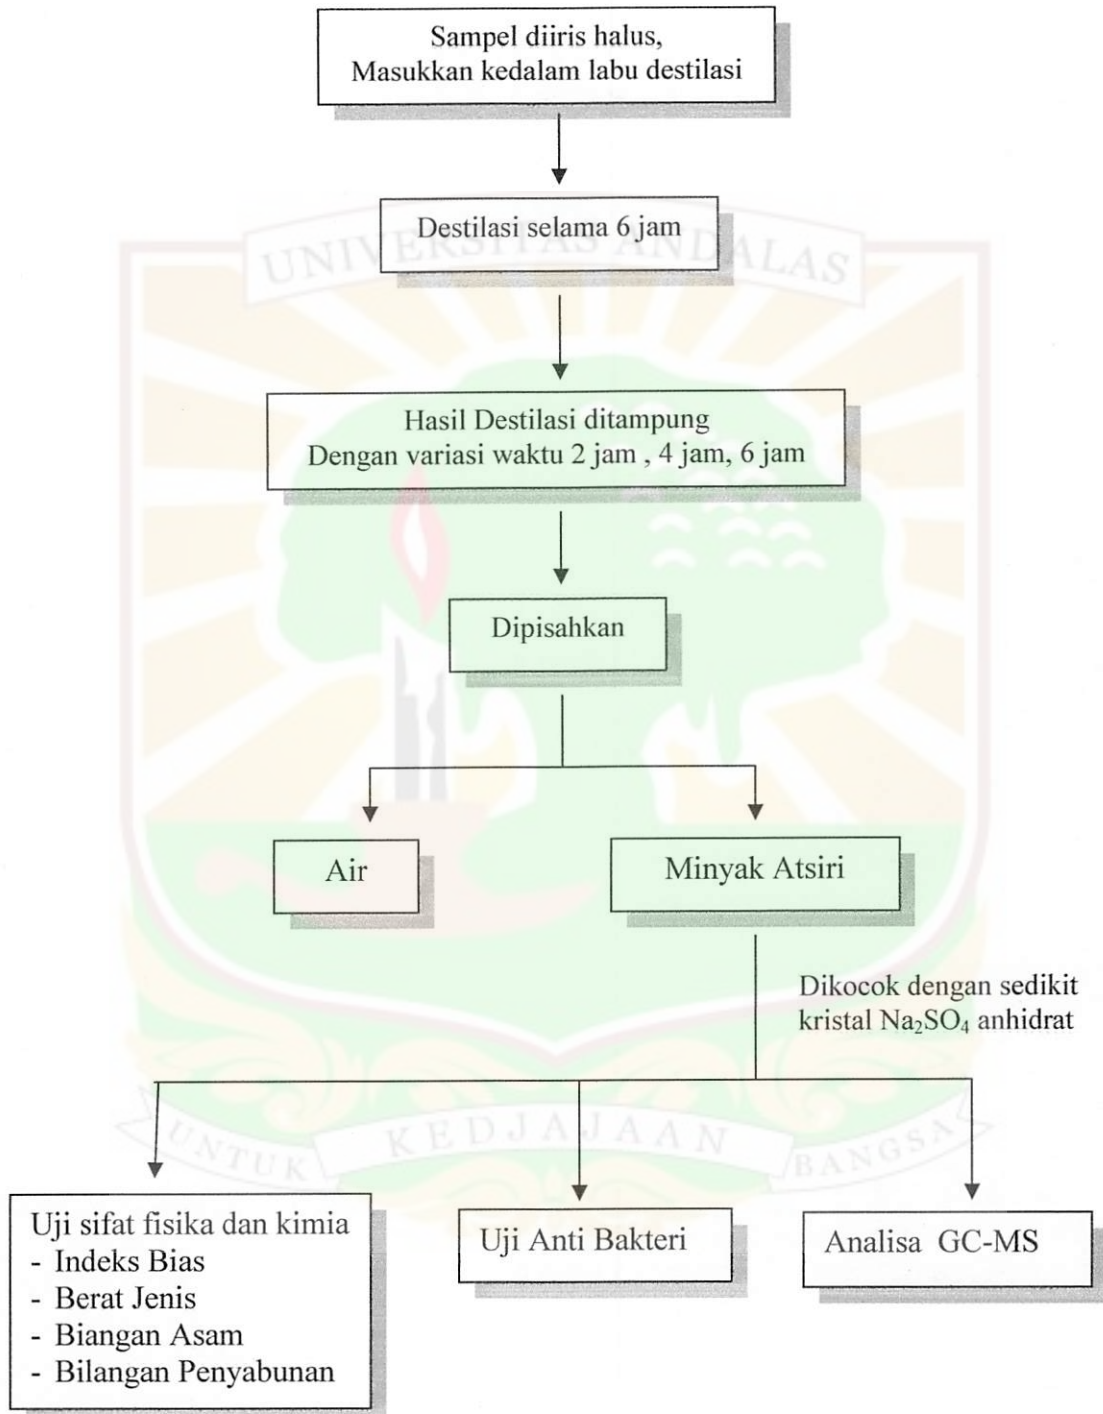 Sampel diiris halus,
Masukkan kedalam labu destilasi
Destilasi selama 6 jam
UNIVERSITAS ANDALAS
Hasil Destilasi ditampung
Dengan variasi waktu 2 jam , 4 jam, 6 jam
Dipisahkan
Air
Minyak Atsiri
Dikocok dengan sedikit
kristal Na₂SO₄ anhidrat
UNTUK KEDJAJAAN BANGSA
Uji sifat fisika dan kimia
- Indeks Bias
- Berat Jenis
- Biangan Asam
- Bilangan Penyabunan
Uji Anti Bakteri
Analisa GC-MS